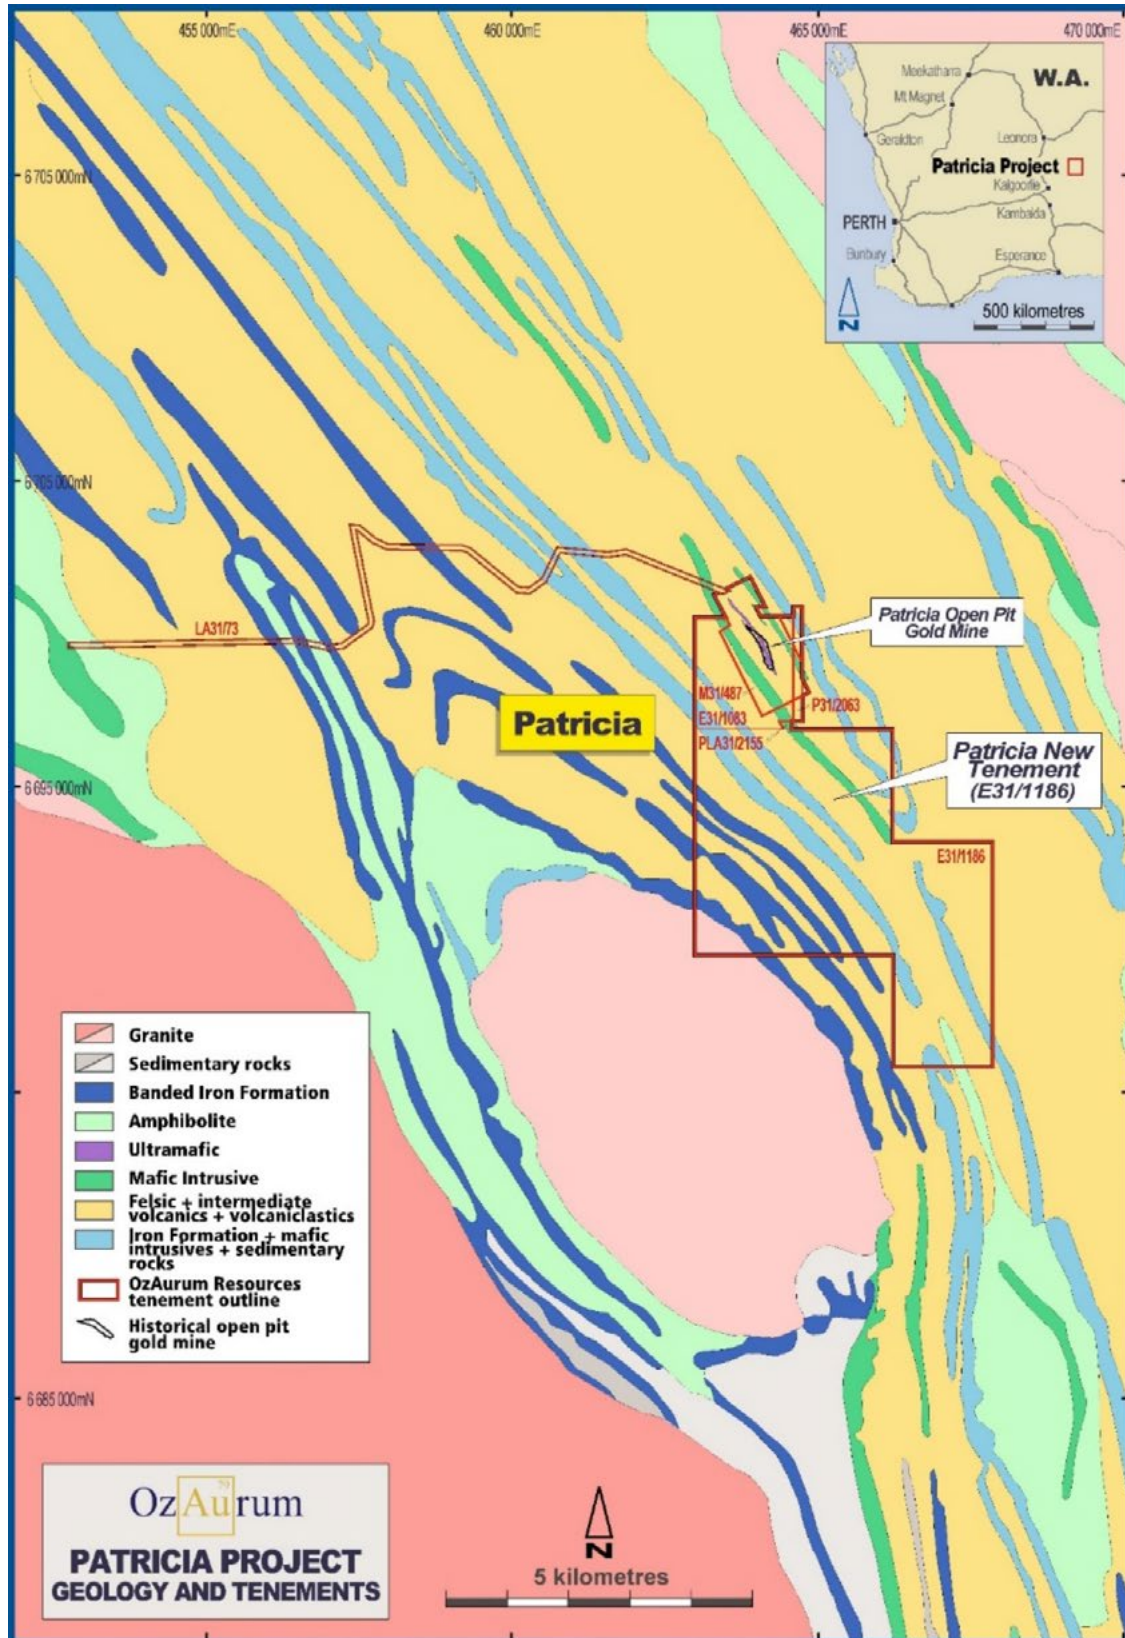 455 000mE
460 000mE
465 000mE
470 000mE
W.A.
Meekatharra
Mt Magnet
Geraldton
Leonora
Patricia Project
Kalgoorlie
Kambalda
PERTH
Bunbury
Esperance
N
500 kilometres
6 705 000mN
000mN
LA31/73
Patricia Open Pit
Gold Mine
M31/487
P31/2063
E31/1083
PLA31/2155
Patricia
Patricia New
Tenement
(E31/1186)
6 695 000mN
E31/1186
Granite
Sedimentary rocks
Banded Iron Formation
Amphibolite
Ultramafic
Mafic Intrusive
Felsic + intermediate
volcanics + volcaniclastics
Iron Formation + mafic
intrusives + sedimentary
rocks
OzAurum Resources
tenement outline
Historical open pit
gold mine
6 685 000mN
79
OzAurum
PATRICIA PROJECT
GEOLOGY AND TENEMENTS
N
5 kilometres